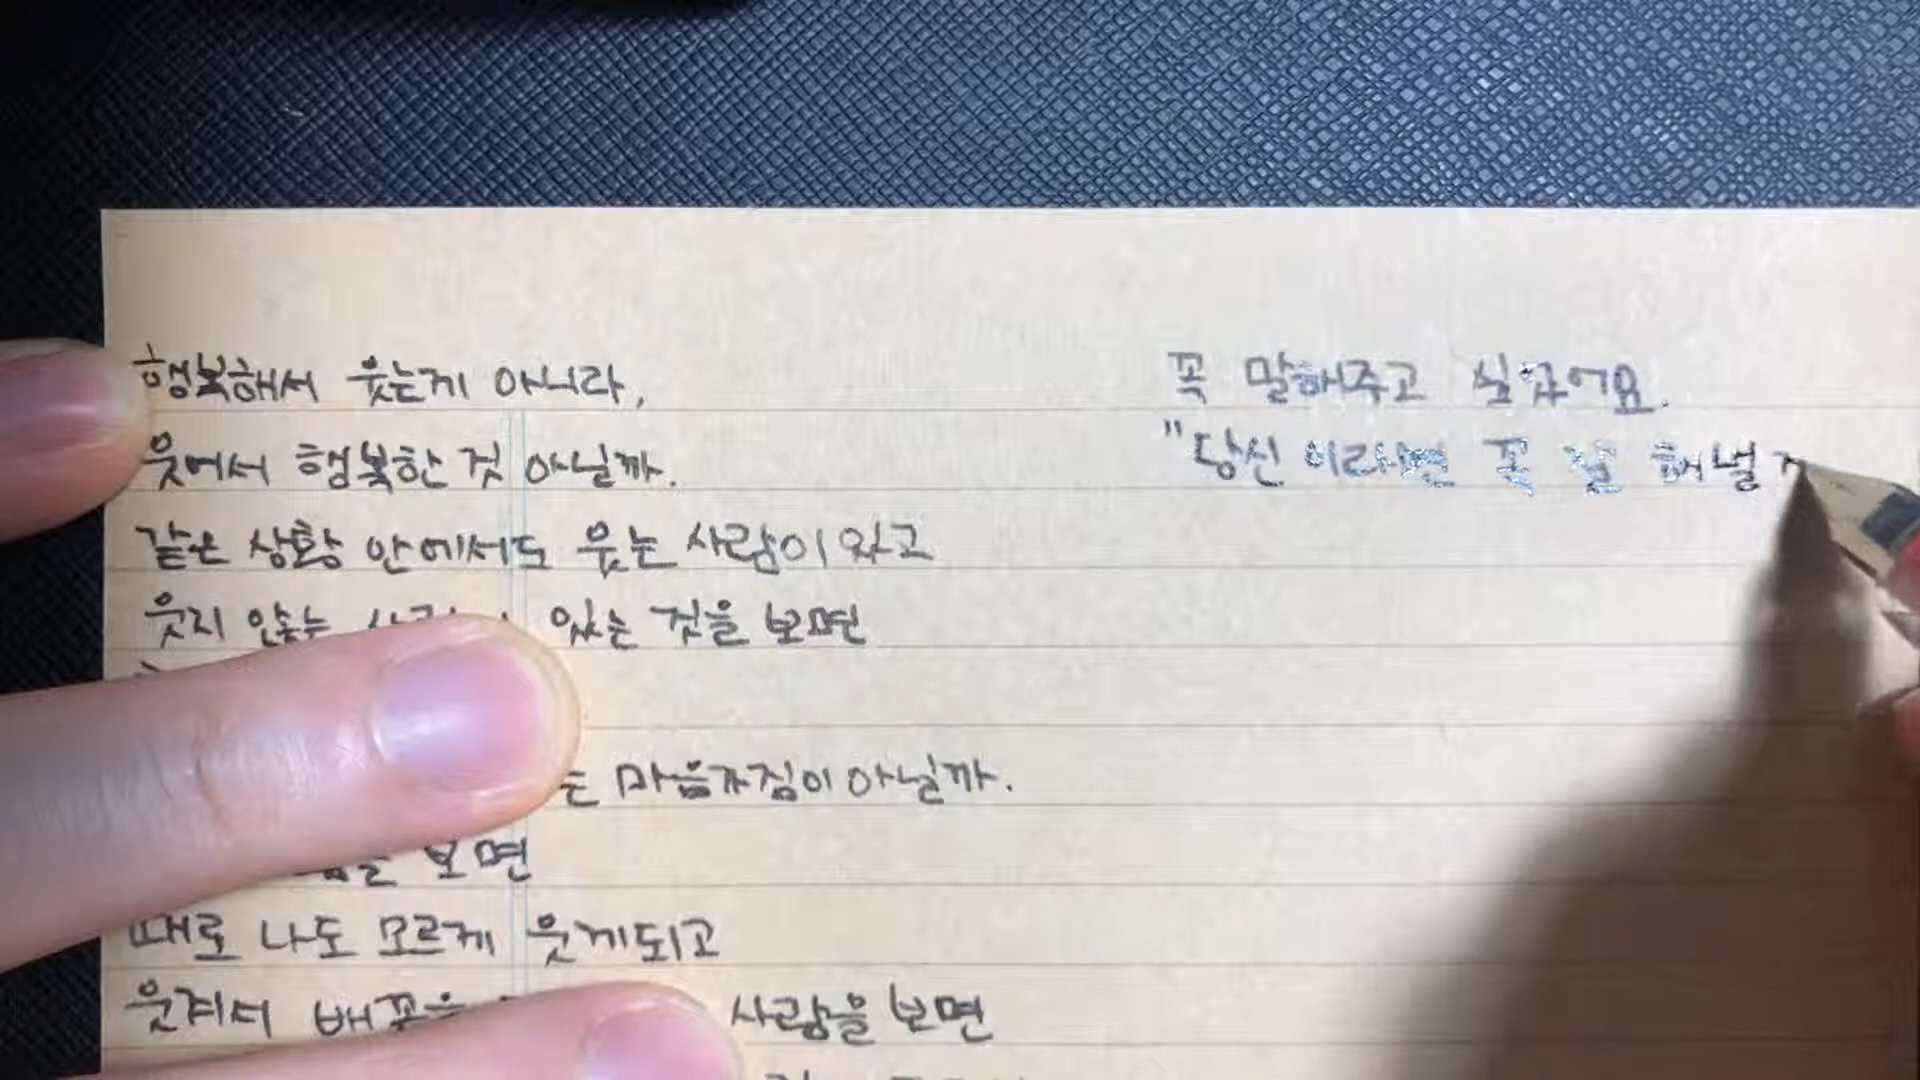 행복해서 웃는게 아니라,
웃어서 행복한 것 아닐까.
같은 상황 안에서도 웃는 사람이 있고
웃지 않는 있는 것을 보면
는 마음가짐이 아닐까.
보면
때로 나도 모르게 웃게되고
웃겨서 사람을 보면
꼭 말해주고 싶었어요.
"당신이라면 꼭 잘 해낼